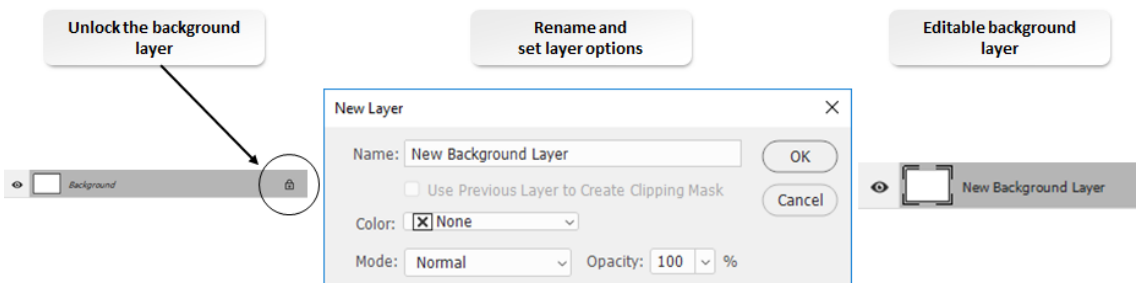 Unlock the background
layer
Rename and
set layer options
Editable background
layer
Background
New Layer
Name: New Background Layer
OK
Use Previous Layer to Create Clipping Mask
Cancel
Color: None
Mode: Normal Opacity: 100 %
New Background Layer